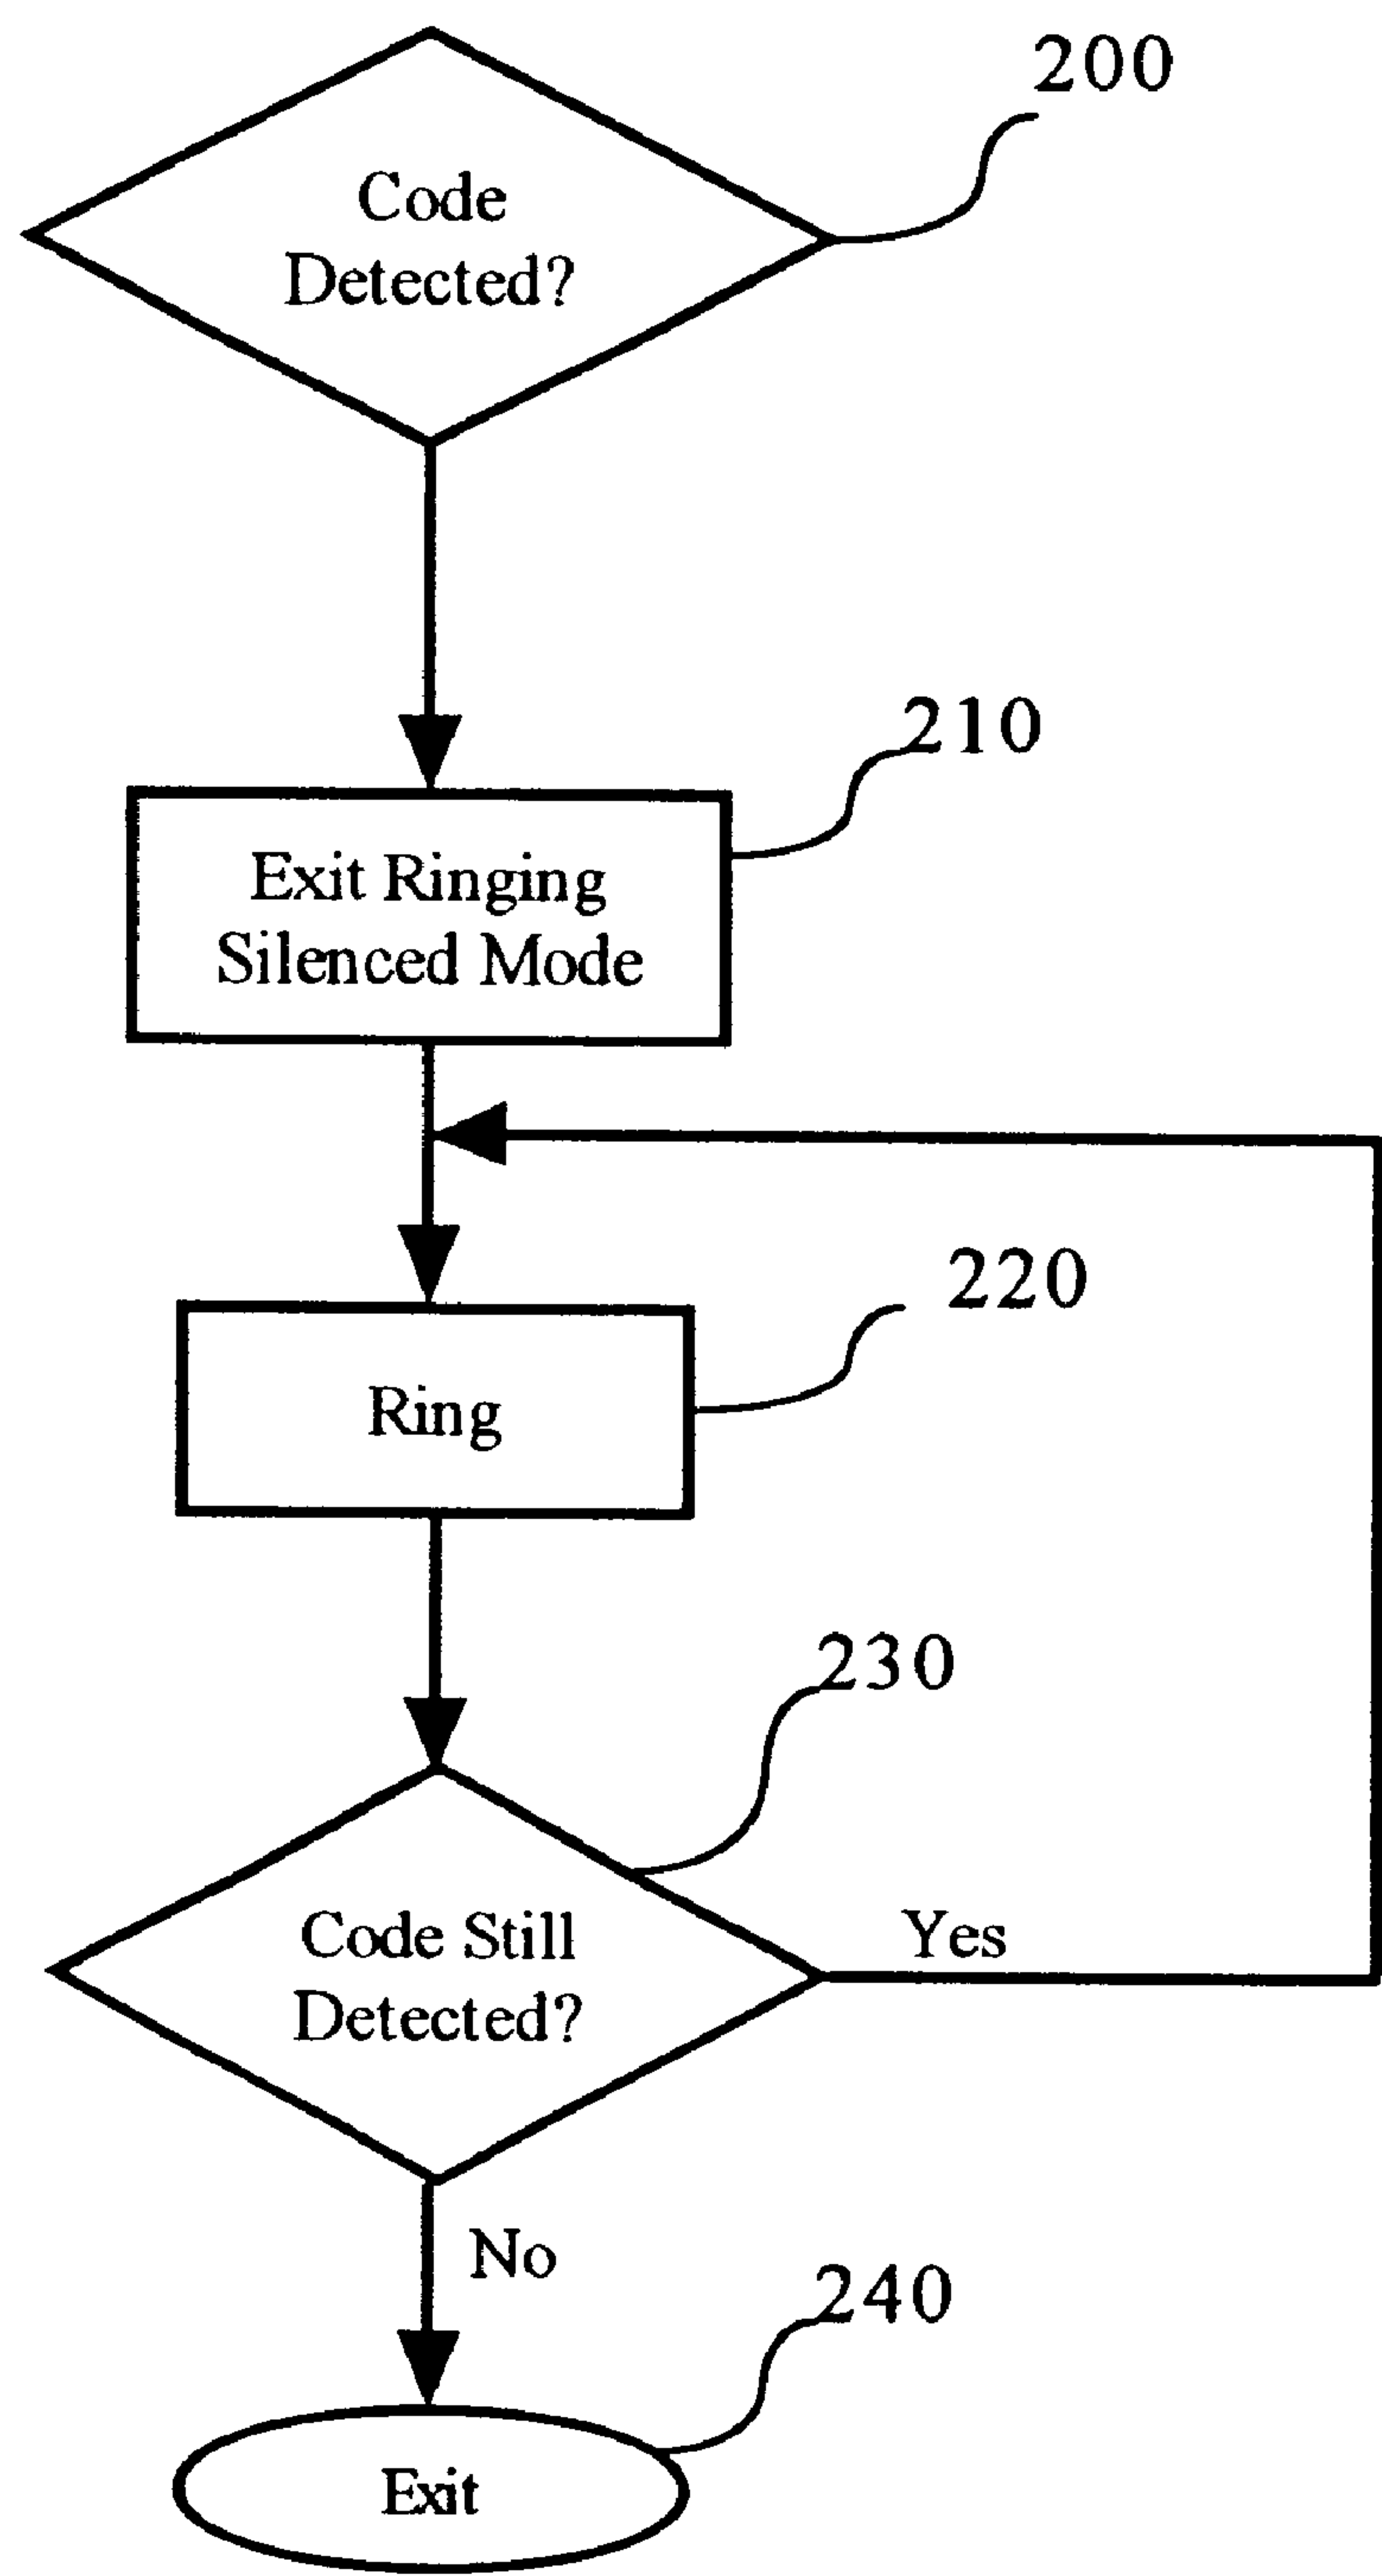 200
Code
Detected?
210
Exit Ringing
Silenced Mode
220
Ring
230
Code Still
Detected?
Yes
No
240
Exit